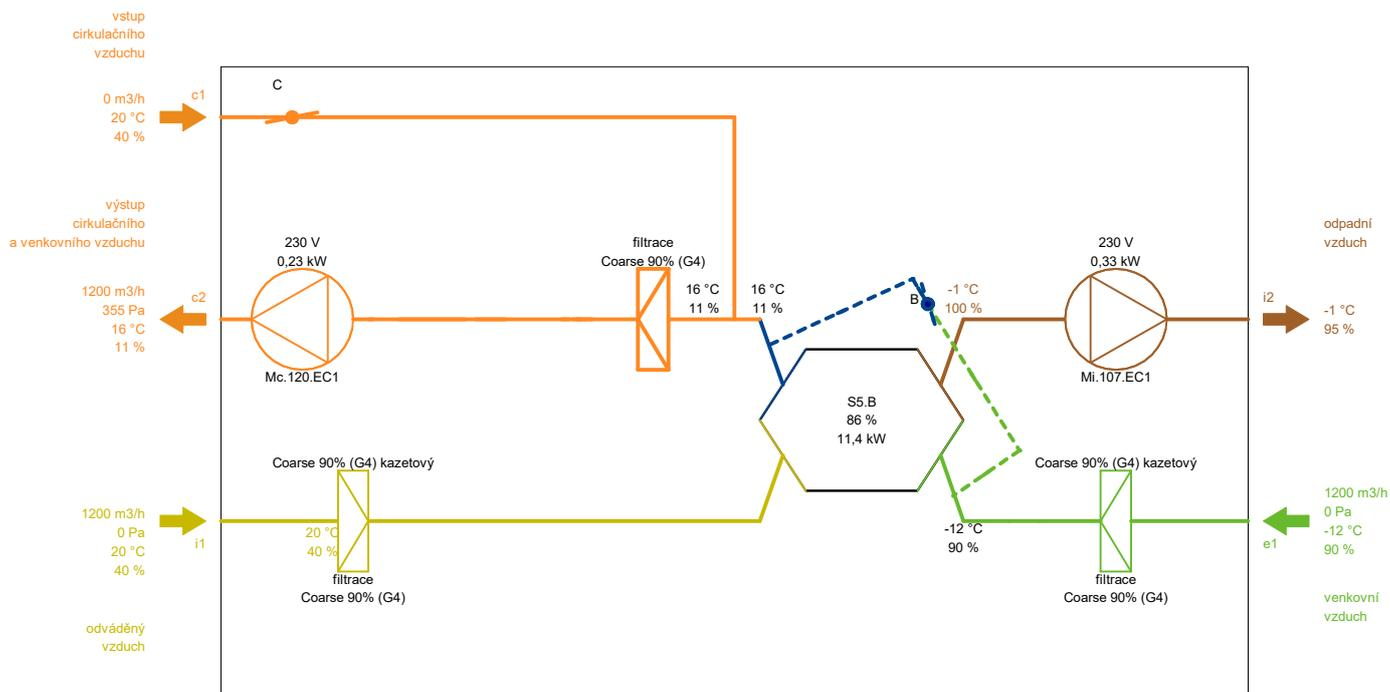 vstup
cirkulačního
vzduchu
C
c1
0 m3/h
20 °C
40 %
výstup
cirkulačního
a venkovního vzduchu
230 V
0,23 kW
filtrace
Coarse 90% (G4)
230 V
0,33 kW
odpadní
vzduch
c2
1200 m3/h
355 Pa
16 °C
11 %
16 °C
11 %
16 °C
11 %
B
-1 °C
100 %
i2
-1 °C
95 %
Mc.120.EC1
Mi.107.EC1
S5.B
86 %
11,4 kW
Coarse 90% (G4) kazetový
Coarse 90% (G4) kazetový
1200 m3/h
0 Pa
20 °C
40 %
i1
20 °C
40 %
-12 °C
90 %
e1
1200 m3/h
0 Pa
-12 °C
90 %
filtrace
Coarse 90% (G4)
filtrace
Coarse 90% (G4)
venkovní
vzduch
odváděný
vzduch